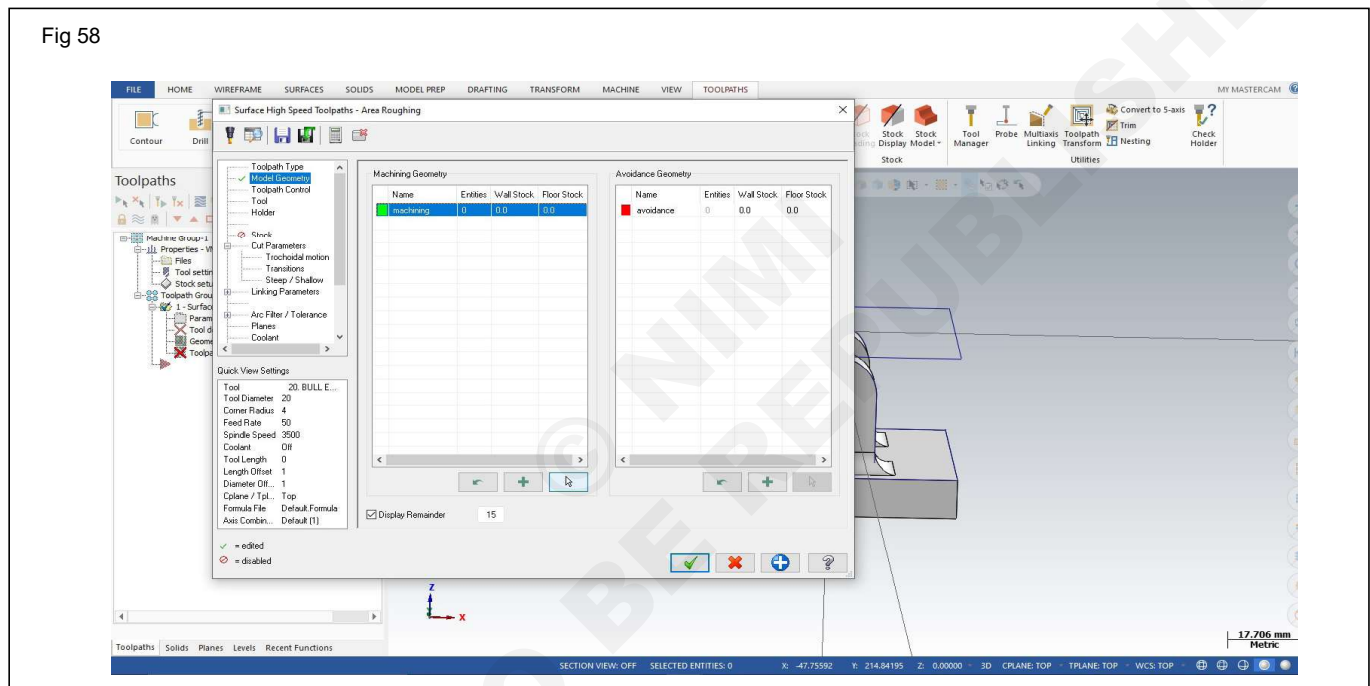 Fig 58
FILE HOME WIREFRAME SURFACES SOLIDS MODEL PREP DRAFTING TRANSFORM MACHINE VIEW TOOLPATHS MY MASTERCAM
Surface High Speed Toolpaths - Area Roughing
Contour Drill
Stock Display Stock Model Tool Manager Probe Multiaxis Linking Toolpath Transform Convert to 5-axis Trim Nesting Check Holder
Stock Utilities
Toolpaths
Machine Group-1
Properties -
Files
Tool settin
Stock setu
Toolpath Grou
1 - Surfac
Param
Tool d
Geome
Toolpa
Toolpath Type
Model Geometry
Toolpath Control
Tool
Holder
Stock
Cut Parameters
Trochoidal motion
Transitions
Steep / Shallow
Linking Parameters
Arc Filter / Tolerance
Planes
Coolant
Quick View Settings
Tool 20. BULL E...
Tool Diameter 20
Corner Radius 4
Feed Rate 50
Spindle Speed 3500
Coolant Off
Tool Length 0
Length Offset 1
Diameter Off... 1
Cplane / Tpl... Top
Formula File Default.Formula
Axis Combin... Default (1)
= edited
= disabled
Machining Geometry
Name Entities Wall Stock Floor Stock
machining 0 0.0 0.0
Display Remainder 15
Avoidance Geometry
Name Entities Wall Stock Floor Stock
avoidance 0 0.0 0.0
Z
X
17.706 mm
Metric
Toolpaths Solids Planes Levels Recent Functions
SECTION VIEW: OFF SELECTED ENTITIES: 0 X: -47.75592 Y: 214.84195 Z: 0.00000 3D CPLANE: TOP TPLANE: TOP WCS: TOP
© NIMI
BE REPUBLISHE